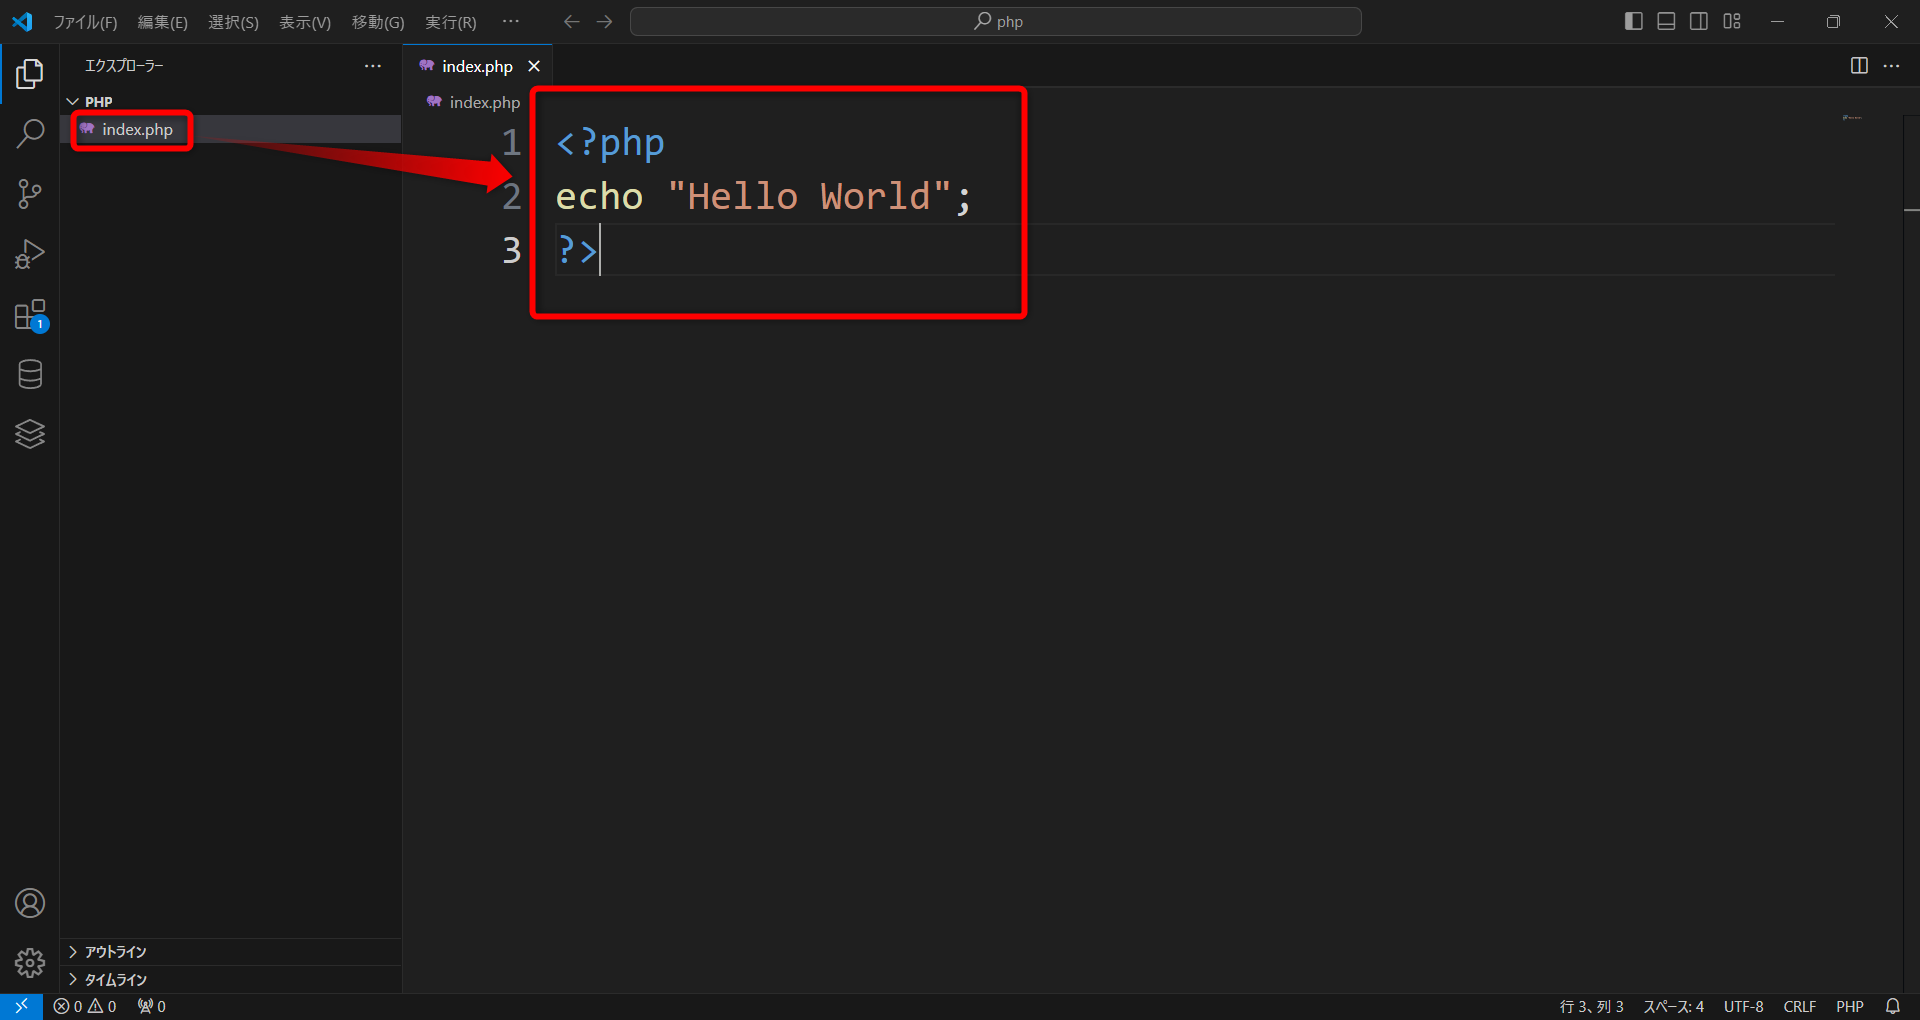 ファイル(F) 編集(E) 選択(S) 表示(V) 移動(G) 実行(R) ··· php
エクスプローラー ···
index.php
PHP
index.php
index.php
1 <?php
2 echo "Hello World";
3 ?>
1
アウトライン
タイムライン
0 0 0 行 3、列 3 スペース: 4 UTF-8 CRLF PHP